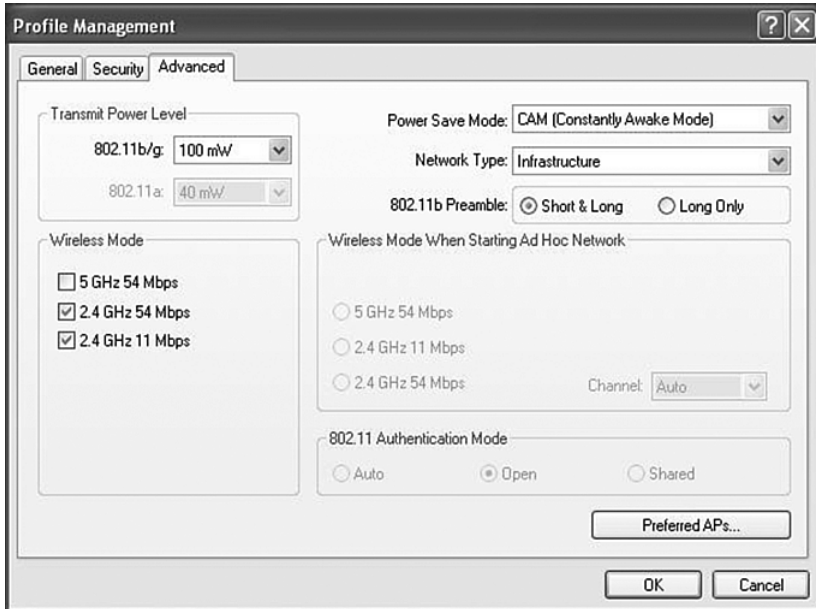 Profile Management
General Security Advanced
Transmit Power Level
802.11b/g: 100 mW
802.11a: 40 mW
Power Save Mode: CAM (Constantly Awake Mode)
Network Type: Infrastructure
802.11b Preamble: Short & Long Long Only
Wireless Mode
5 GHz 54 Mbps
2.4 GHz 54 Mbps
2.4 GHz 11 Mbps
Wireless Mode When Starting Ad Hoc Network
5 GHz 54 Mbps
2.4 GHz 11 Mbps
2.4 GHz 54 Mbps
Channel: Auto
802.11 Authentication Mode
Auto Open Shared
Preferred APs...
OK Cancel